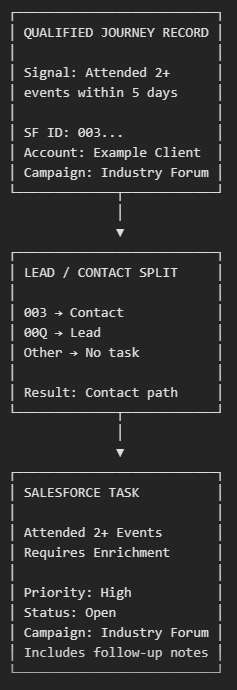 QUALIFIED JOURNEY RECORD
Signal: Attended 2+
events within 5 days
SF ID: 003...
Account: Example Client
Campaign: Industry Forum
LEAD / CONTACT SPLIT
003 → Contact
00Q → Lead
Other → No task
Result: Contact path
SALESFORCE TASK
Attended 2+ Events
Requires Enrichment
Priority: High
Status: Open
Campaign: Industry Forum
Includes follow-up notes